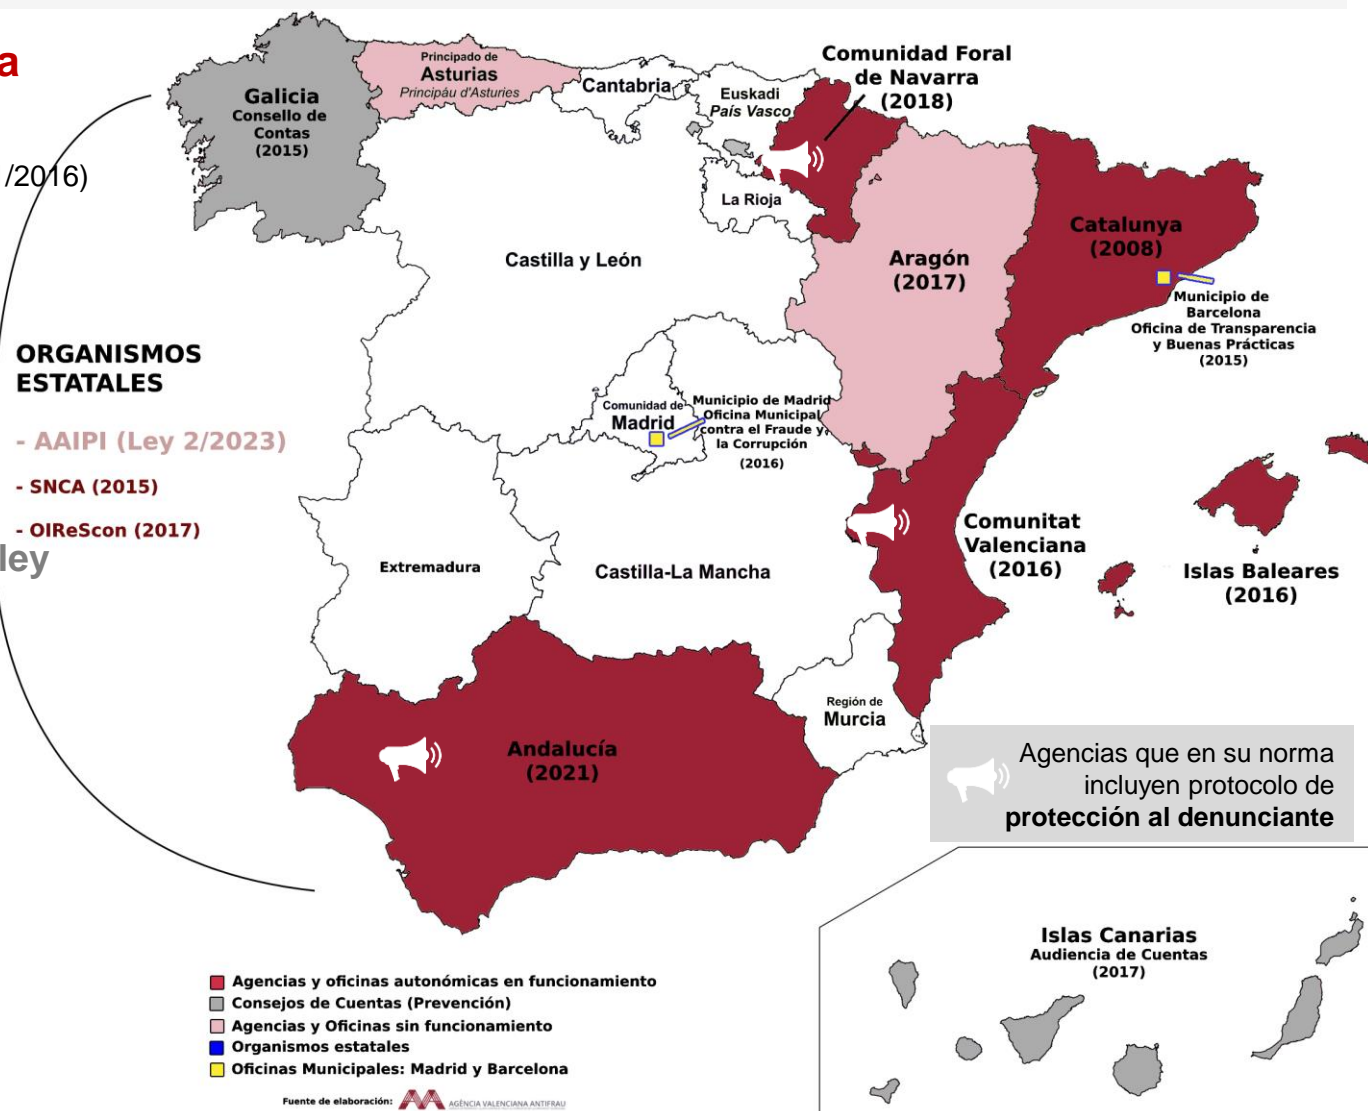 a
/2016)
ORGANISMOS
ESTATALES
- AAIPI (Ley 2/2023)
- SNCA (2015)
- OIReScon (2017)
ley
Galicia
Consello de
Contas
(2015)
Principado de
Asturias
Principáu d'Asturies
Cantabria
Euskadi
País Vasco
Comunidad Foral
de Navarra
(2018)
La Rioja
Castilla y León
Aragón
(2017)
Catalunya
(2008)
Municipio de
Barcelona
Oficina de Transparencia
y Buenas Prácticas
(2015)
Comunidad de
Madrid
Municipio de Madrid
Oficina Municipal
contra el Fraude y
la Corrupción
(2016)
Extremadura
Castilla-La Mancha
Comunitat
Valenciana
(2016)
Islas Baleares
(2016)
Región de
Murcia
Andalucía
(2021)
Agencias que en su norma
incluyen protocolo de
protección al denunciante
Islas Canarias
Audiencia de Cuentas
(2017)
Agencias y oficinas autonómicas en funcionamiento
Consejos de Cuentas (Prevención)
Agencias y Oficinas sin funcionamiento
Organismos estatales
Oficinas Municipales: Madrid y Barcelona
Fuente de elaboración:
AGÈNCIA VALENCIANA ANTIFRAU